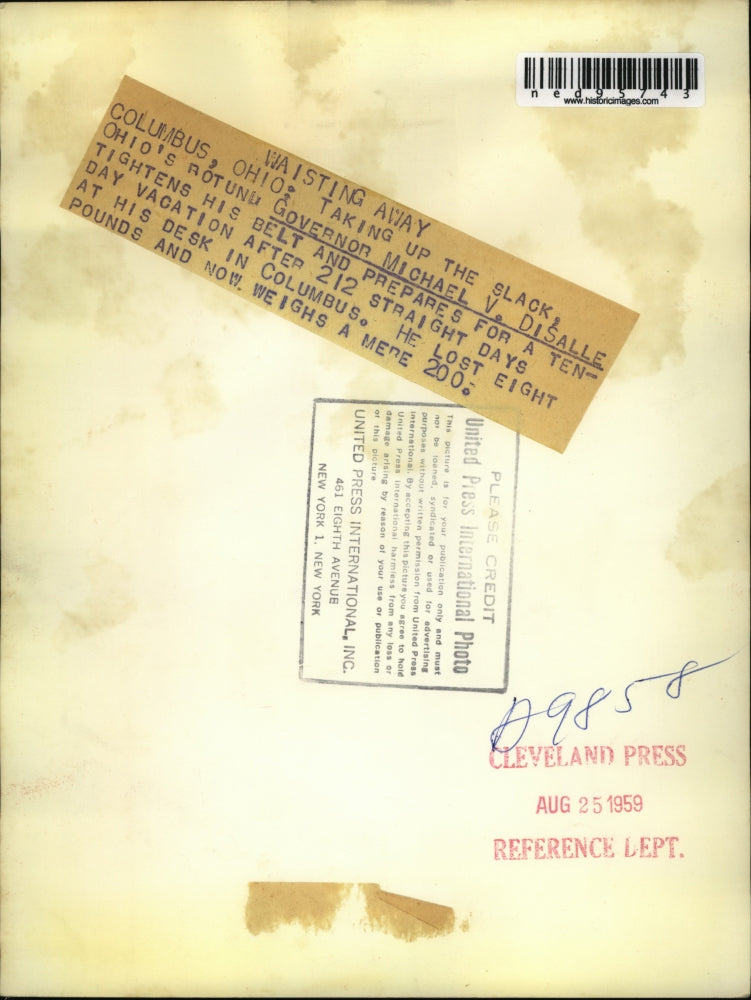 ned95743
www.historicimages.com
WAISTING AWAY
COLUMBUS, OHIO: TAKING UP THE SLACK,
OHIO'S ROTUND GOVERNOR MICHAEL V. DISALLE
TIGHTENS HIS BELT AND PREPARES FOR A TEN-
DAY VACATION AFTER 212 STRAIGHT DAYS
AT HIS DESK IN COLUMBUS. HE LOST EIGHT
POUNDS AND NOW WEIGHS A MERE 200.
PLEASE CREDIT
United Press International Photo
This picture is for your publication only and must
not be loaned, syndicated or used for advertising
purposes without written permission from United Press
International. By accepting this picture you agree to hold
United Press International harmless from any loss or
damage arising by reason of your use or publication
of this picture
UNITED PRESS INTERNATIONAL, INC.
461 EIGHTH AVENUE
NEW YORK 1, NEW YORK
A9858
CLEVELAND PRESS
AUG 25 1959
REFERENCE DEPT.